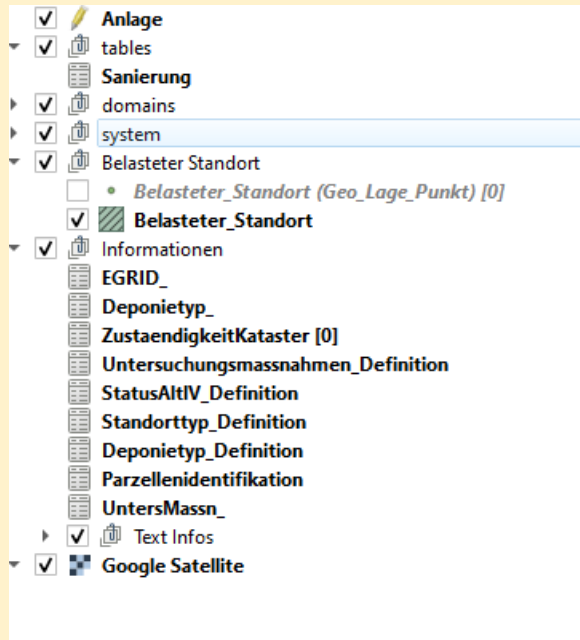 Anlage
tables
Sanierung
domains
system
Belasteter Standort
Belasteter_Standort (Geo_Lage_Punkt) [0]
Belasteter_Standort
Informationen
EGRID_
Deponietyp_
ZustaendigkeitKataster [0]
Untersuchungsmassnahmen_Definition
StatusAltlV_Definition
Standorttyp_Definition
Deponietyp_Definition
Parzellenidentifikation
UntersMassn_
Text Infos
Google Satellite